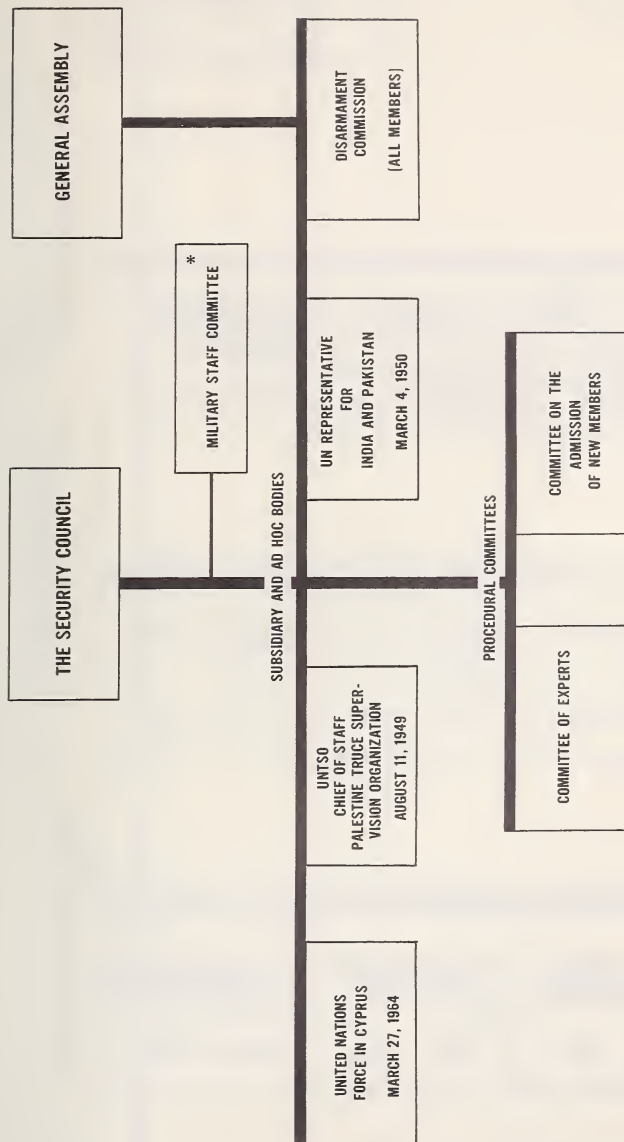 THE SECURITY COUNCIL
GENERAL ASSEMBLY
*
MILITARY STAFF COMMITTEE
SUBSIDIARY AND AD HOC BODIES
UNITED NATIONS
FORCE IN CYPRUS
MARCH 27, 1964
UNTSO
CHIEF OF STAFF
PALESTINE TRUCE SUPER-
VISION ORGANIZATION
AUGUST 11, 1949
UN REPRESENTATIVE
FOR
INDIA AND PAKISTAN
MARCH 4, 1950
DISARMAMENT
COMMISSION
(ALL MEMBERS)
PROCEDURAL COMMITTEES
COMMITTEE OF EXPERTS
COMMITTEE ON THE
ADMISSION
OF NEW MEMBERS